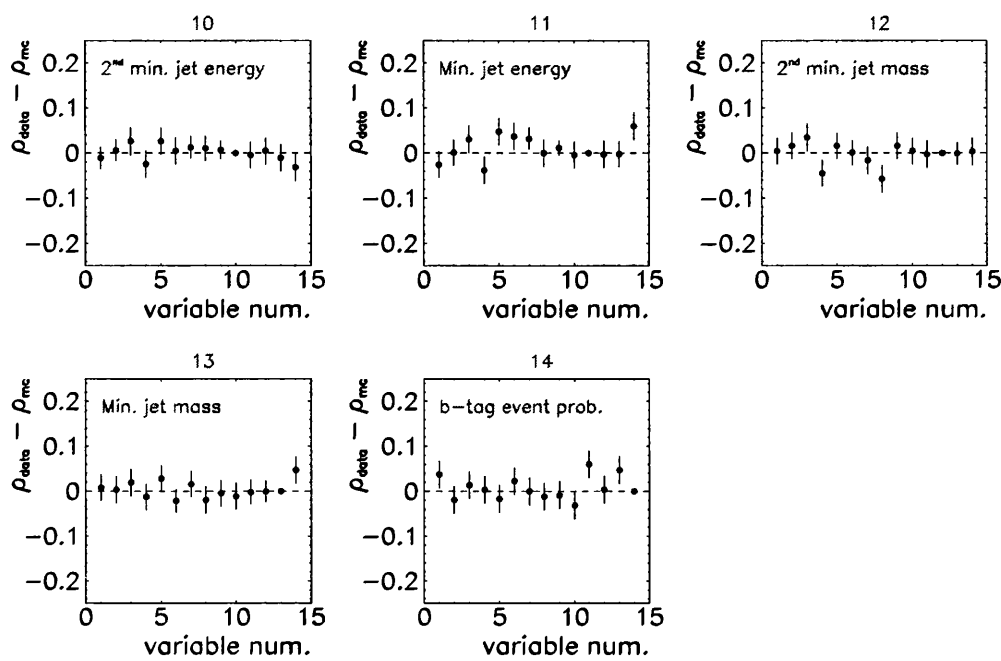 10
2nd min. jet energy
ρdata − ρmc
0.2
0.1
0
−0.1
−0.2
0 5 10 15
variable num.
11
Min. jet energy
ρdata − ρmc
0.2
0.1
0
−0.1
−0.2
0 5 10 15
variable num.
12
2nd min. jet mass
ρdata − ρmc
0.2
0.1
0
−0.1
−0.2
0 5 10 15
variable num.
13
Min. jet mass
ρdata − ρmc
0.2
0.1
0
−0.1
−0.2
0 5 10 15
variable num.
14
b-tag event prob.
ρdata − ρmc
0.2
0.1
0
−0.1
−0.2
0 5 10 15
variable num.